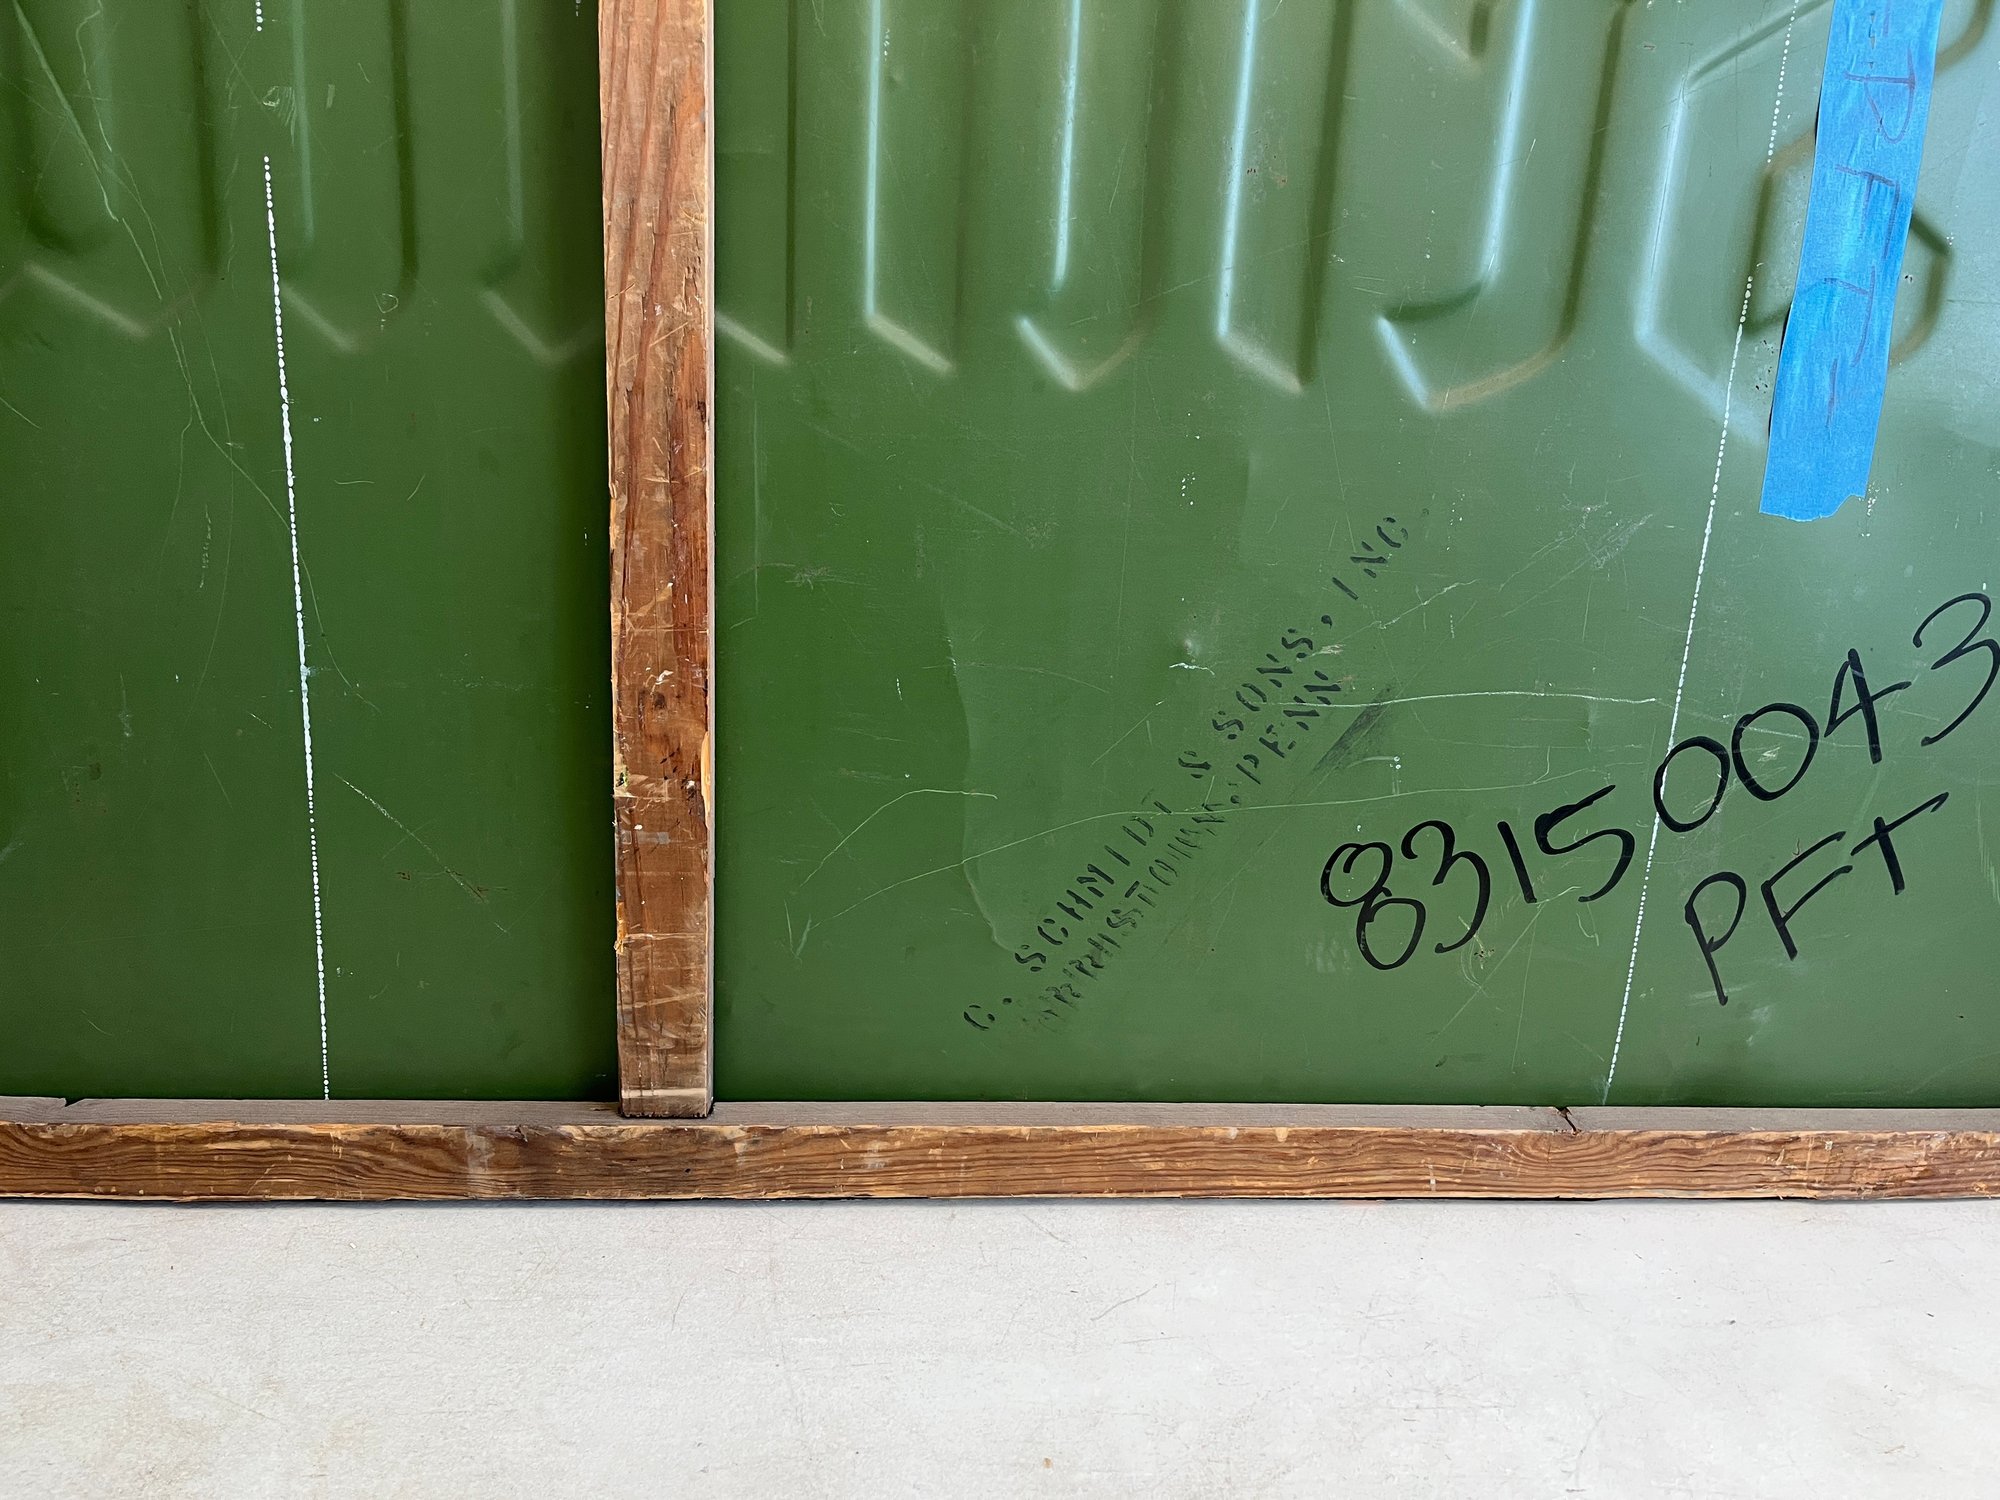 C. SCHMIDT & SONS, INC
NORRISTOWN, PENN
83150043
PFT